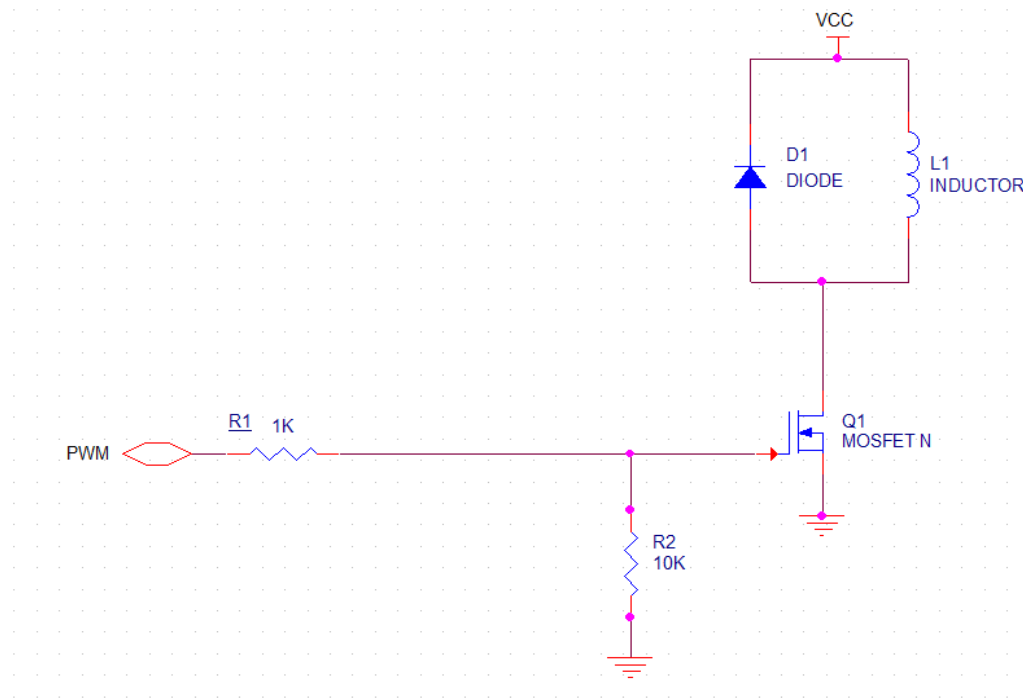 VCC
D1
DIODE
L1
INDUCTOR
R1 1K
PWM
Q1
MOSFET N
R2
10K